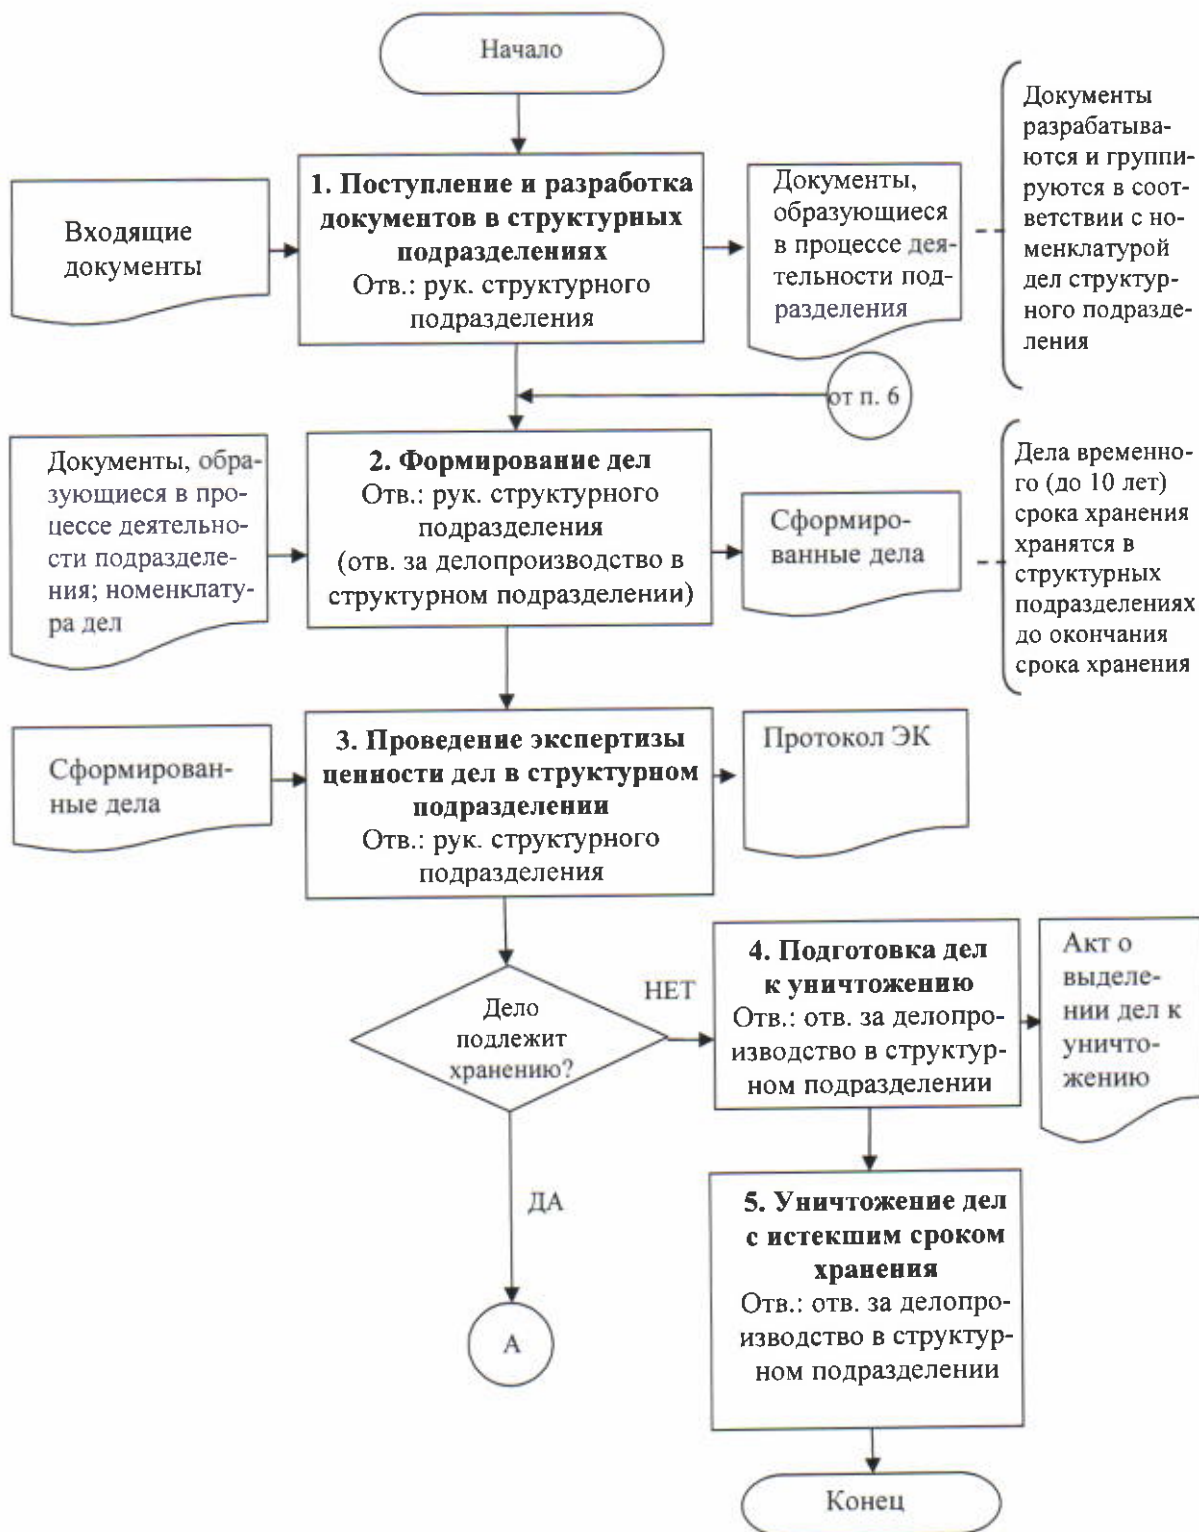 Начало
Входящие
документы
1. Поступление и разработка
документов в структурных
подразделениях
Отв.: рук. структурного
подразделения
Документы,
образующиеся
в процессе дея-
тельности под-
разделения
Документы
разрабатыва-
ются и группи-
руются в соот-
ветствии с но-
менклатурой
дел структур-
ного подразде-
ления
от п. 6
Документы, обра-
зующиеся в про-
цессе деятельно-
сти подразделе-
ния; номенклату-
ра дел
2. Формирование дел
Отв.: рук. структурного
подразделения
(отв. за делопроизводство в
структурном подразделении)
Сформиро-
ванные дела
Дела временно-
го (до 10 лет)
срока хранения
хранятся в
структурных
подразделениях
до окончания
срока хранения
Сформирован-
ные дела
3. Проведение экспертизы
ценности дел в структурном
подразделении
Отв.: рук. структурного
подразделения
Протокол ЭК
Дело
подлежит
хранению?
НЕТ
4. Подготовка дел
к уничтожению
Отв.: отв. за делопро-
изводство в структур-
ном подразделении
Акт о
выделе-
нии дел к
уничто-
жению
ДА
5. Уничтожение дел
с истекшим сроком
хранения
Отв.: отв. за делопро-
изводство в структур-
ном подразделении
А
Конец